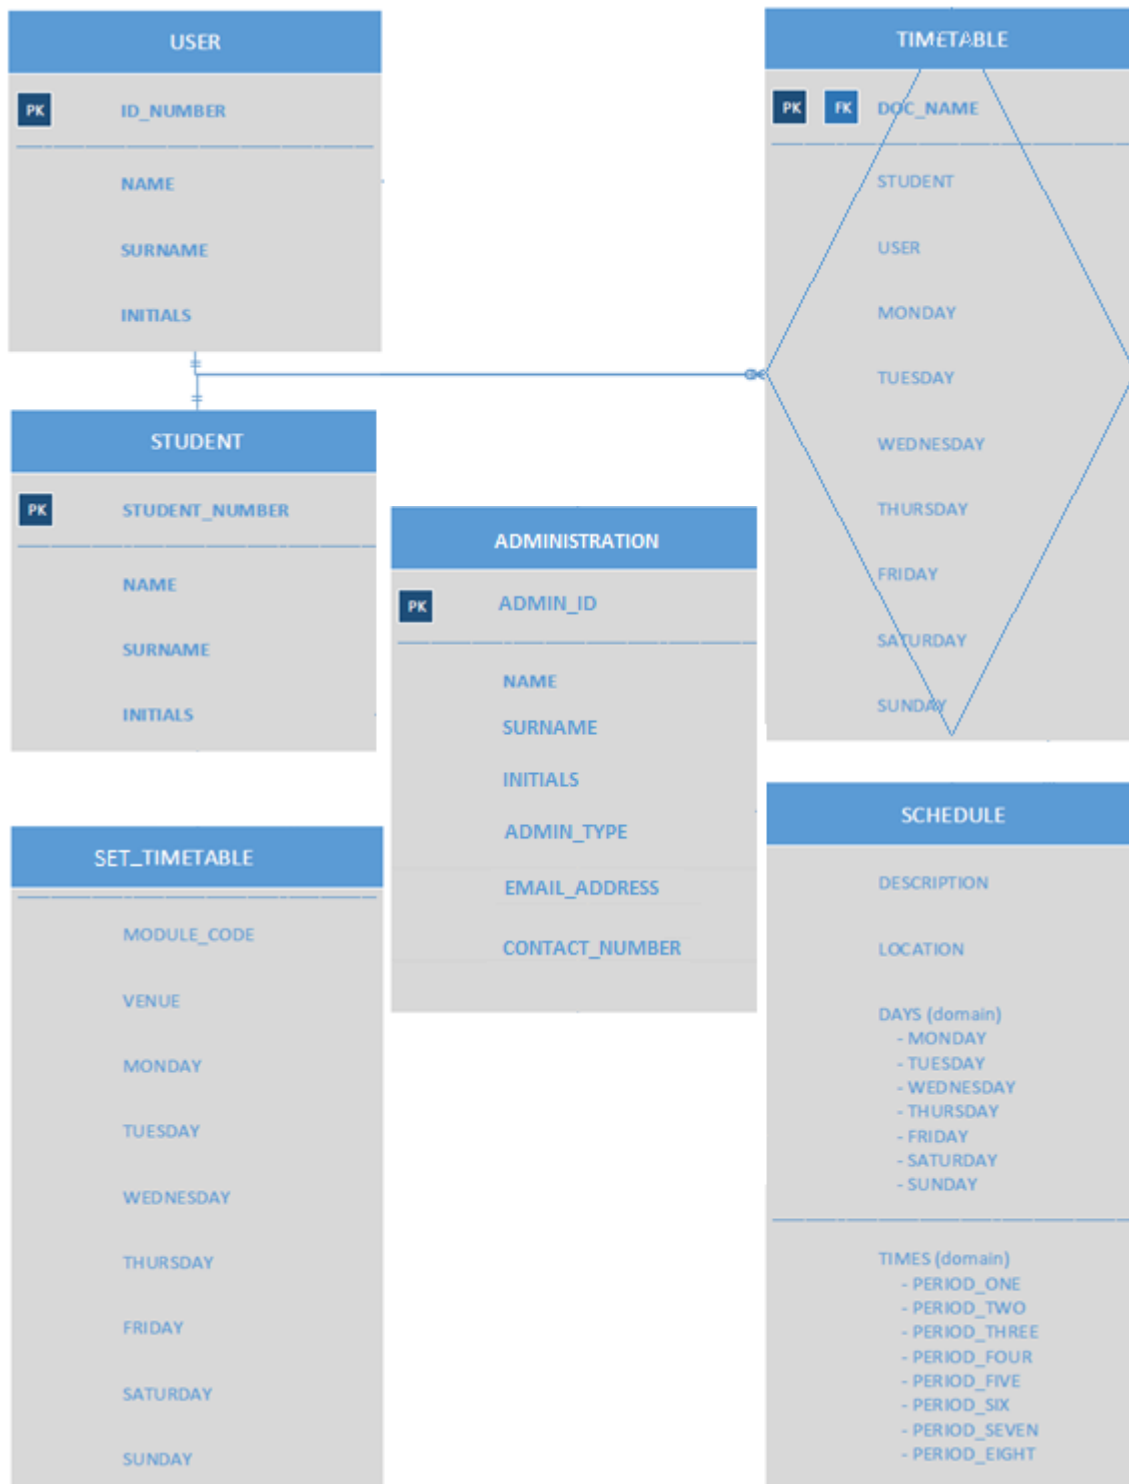 USER
PK ID_NUMBER
NAME
SURNAME
INITIALS
TIMETABLE
PK FK DOC_NAME
STUDENT
USER
MONDAY
TUESDAY
WEDNESDAY
THURSDAY
FRIDAY
SATURDAY
SUNDAY
STUDENT
PK STUDENT_NUMBER
NAME
SURNAME
INITIALS
ADMINISTRATION
PK ADMIN_ID
NAME
SURNAME
INITIALS
ADMIN_TYPE
EMAIL_ADDRESS
CONTACT_NUMBER
SET_TIMETABLE
MODULE_CODE
VENUE
MONDAY
TUESDAY
WEDNESDAY
THURSDAY
FRIDAY
SATURDAY
SUNDAY
SCHEDULE
DESCRIPTION
LOCATION
DAYS (domain)
- MONDAY
- TUESDAY
- WEDNESDAY
- THURSDAY
- FRIDAY
- SATURDAY
- SUNDAY
TIMES (domain)
- PERIOD_ONE
- PERIOD_TWO
- PERIOD_THREE
- PERIOD_FOUR
- PERIOD_FIVE
- PERIOD_SIX
- PERIOD_SEVEN
- PERIOD_EIGHT